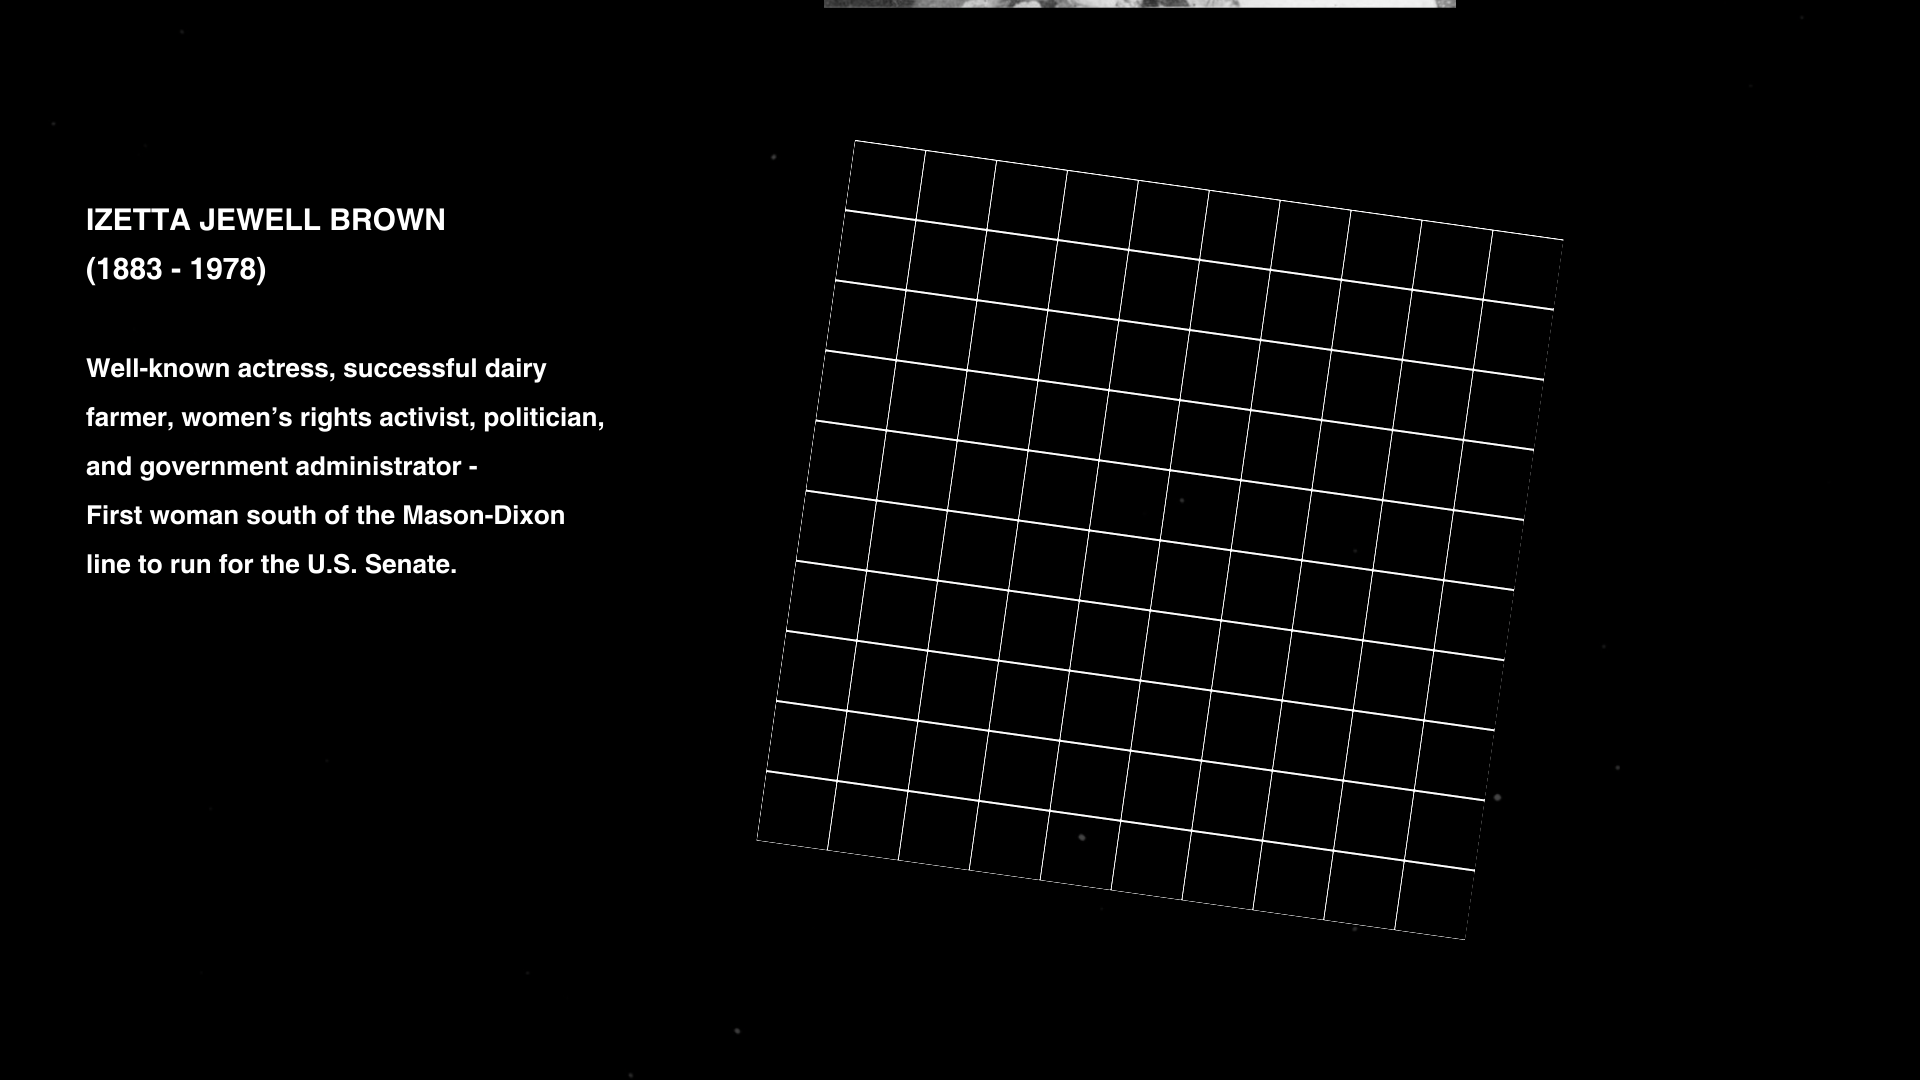 IZETTA JEWELL BROWN
(1883 - 1978)
Well-known actress, successful dairy
farmer, women’s rights activist, politician,
and government administrator -
First woman south of the Mason-Dixon
line to run for the U.S. Senate.